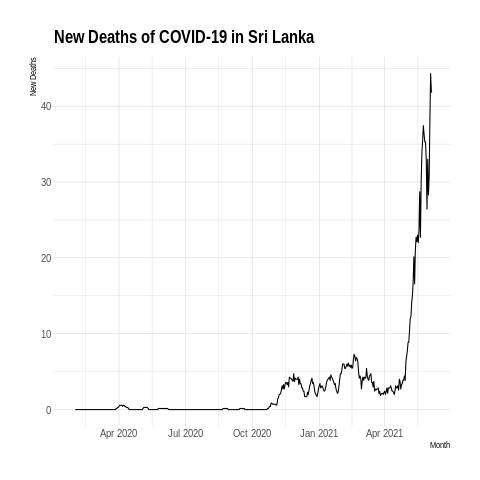 New Deaths of COVID-19 in Sri Lanka
New Deaths
40
30
20
10
0
Apr 2020 Jul 2020 Oct 2020 Jan 2021 Apr 2021
Month